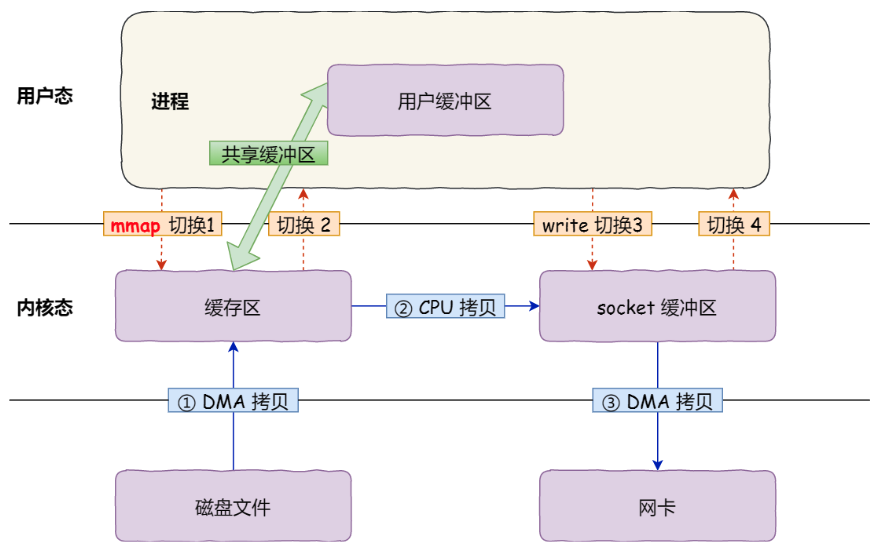 用户态
进程
用户缓冲区
共享缓冲区
mmap 切换1
切换 2
write 切换3
切换 4
内核态
缓存区
② CPU 拷贝
socket 缓冲区
① DMA 拷贝
③ DMA 拷贝
磁盘文件
网卡